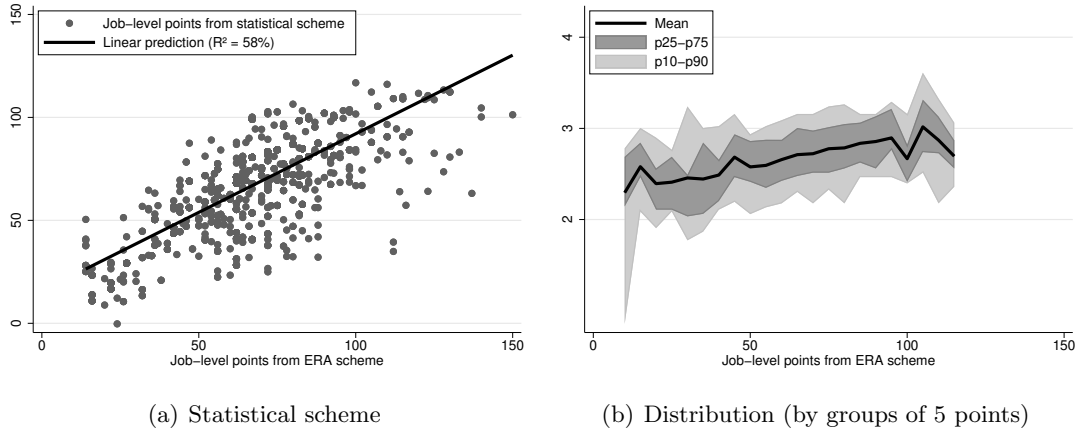 150
100
50
0
Job−level points from statistical scheme
Linear prediction (R² = 58%)
0 50 100 150
Job−level points from ERA scheme
(a) Statistical scheme
4
3
2
Mean
p25−p75
p10−p90
0 50 100 150
Job−level points from ERA scheme
(b) Distribution (by groups of 5 points)